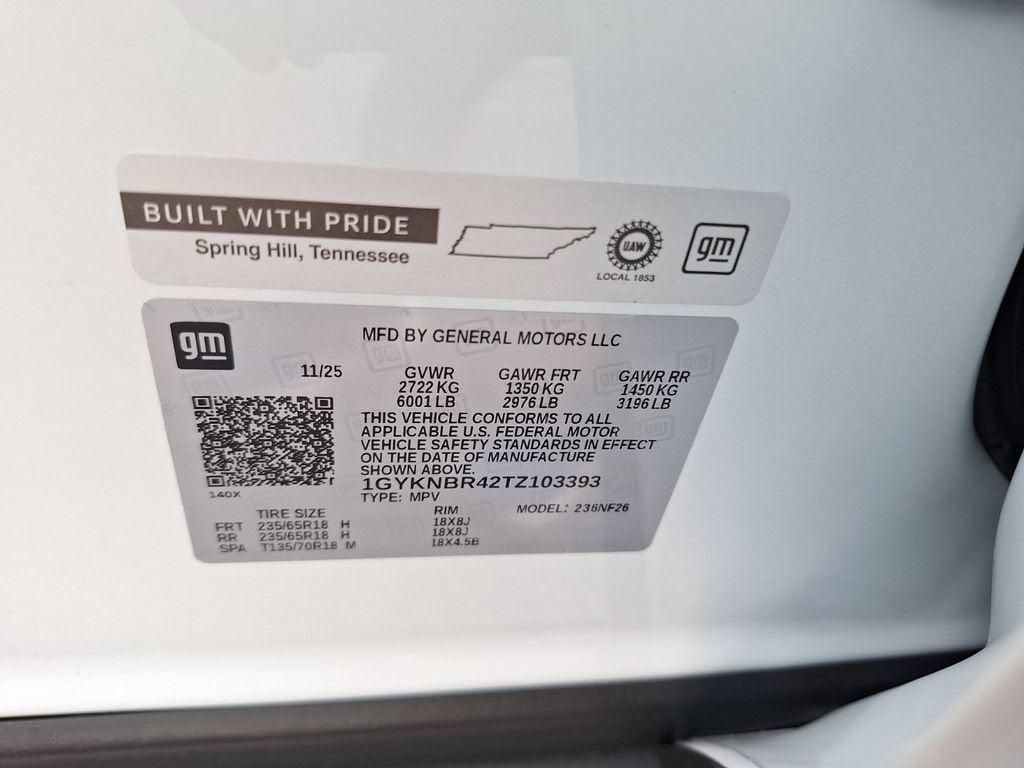 BUILT WITH PRIDE
Spring Hill, Tennessee
UAW
LOCAL 1853
gm
gm
MFD BY GENERAL MOTORS LLC
11/25 GVWR GAWR FRT GAWR RR
2722 KG 1350 KG 1450 KG
6001 LB 2976 LB 3196 LB
THIS VEHICLE CONFORMS TO ALL
APPLICABLE U.S. FEDERAL MOTOR
VEHICLE SAFETY STANDARDS IN EFFECT
ON THE DATE OF MANUFACTURE
SHOWN ABOVE.
1GYKNBR42TZ103393
140X
TYPE: MPV
TIRE SIZE RIM MODEL: 236NF26
FRT 235/65R18 H 18X8J
RR 235/65R18 H 18X8J
SPA T135/70R18 M 18X4.5B